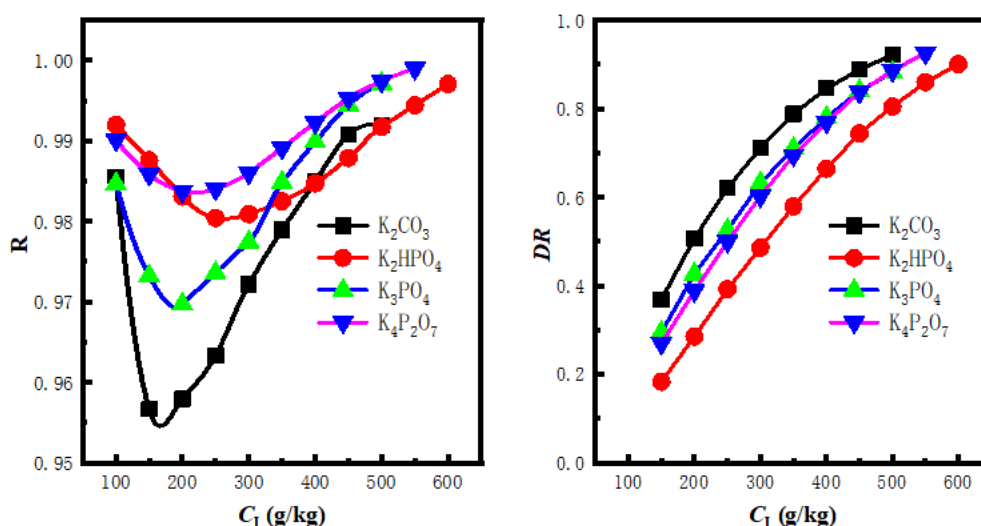 R
1.00
0.99
0.98
0.97
0.96
0.95
100 200 300 400 500 600
C_I (g/kg)
K₂CO₃
K₂HPO₄
K₃PO₄
K₄P₂O₇
DR
1.0
0.8
0.6
0.4
0.2
0.0
100 200 300 400 500 600
C_I (g/kg)
K₂CO₃
K₂HPO₄
K₃PO₄
K₄P₂O₇